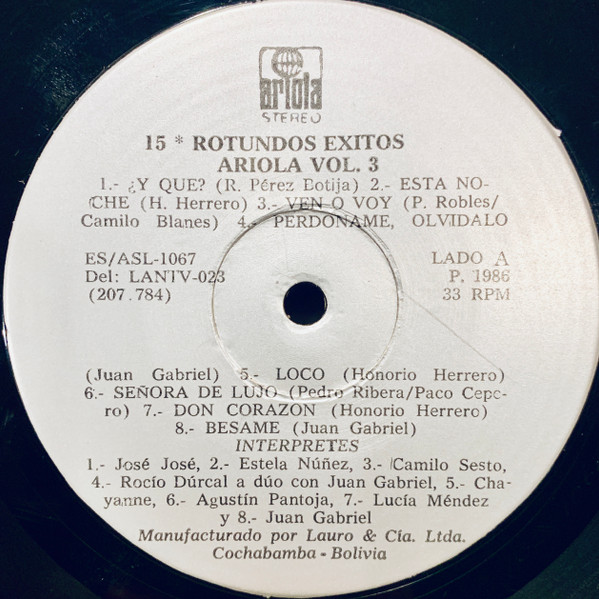 ariola
STEREO
15 * ROTUNDOS EXITOS
ARIOLA VOL. 3
1.- ¿Y QUE? (R. Pérez Botija) 2.- ESTA NO-
CHE (H. Herrero) 3.- VEN O VOY (P. Robles/
Camilo Blanes) 4.- PERDONAME, OLVIDALO
ES/ASL-1067
Del: LANTV-023
(207.784)
LADO A
P. 1986
33 RPM
(Juan Gabriel) 5.- LOCO (Honorio Herrero)
6.- SEÑORA DE LUJO (Pedro Ribera/Paco Cepe-
ro) 7.- DON CORAZON (Honorio Herrero)
8.- BESAME (Juan Gabriel)
INTERPRETES
1.- José José, 2.- Estela Núñez, 3.- Camilo Sesto,
4.- Rocío Dúrcal a dúo con Juan Gabriel, 5.- Cha-
yanne, 6.- Agustín Pantoja, 7.- Lucía Méndez
y 8.- Juan Gabriel
Manufacturado por Lauro & Cía. Ltda.
Cochabamba - Bolivia